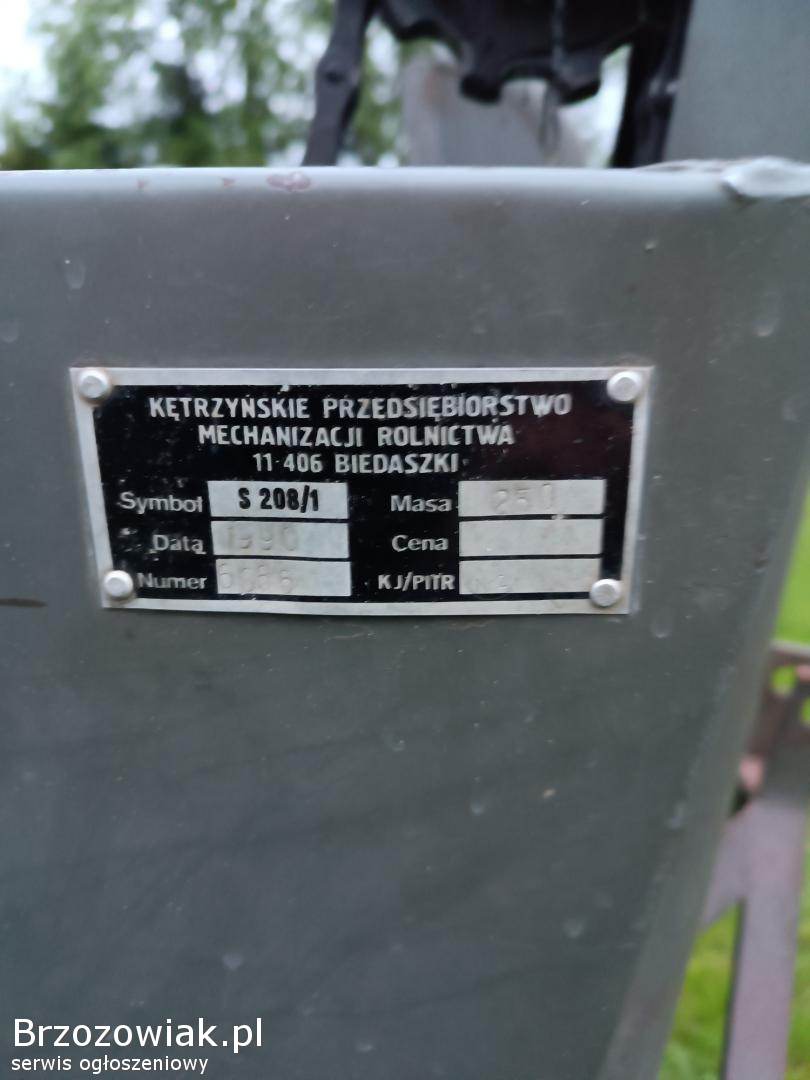 KĘTRZYŃSKIE PRZEDSIĘBIORSTWO
MECHANIZACJI ROLNICTWA
11-406 BIEDASZKI
Symbol S 208/1 Masa 250
Data 1990 Cena
Numer KJ/PITR
Brzozowiak.pl
serwis ogłoszeniowy